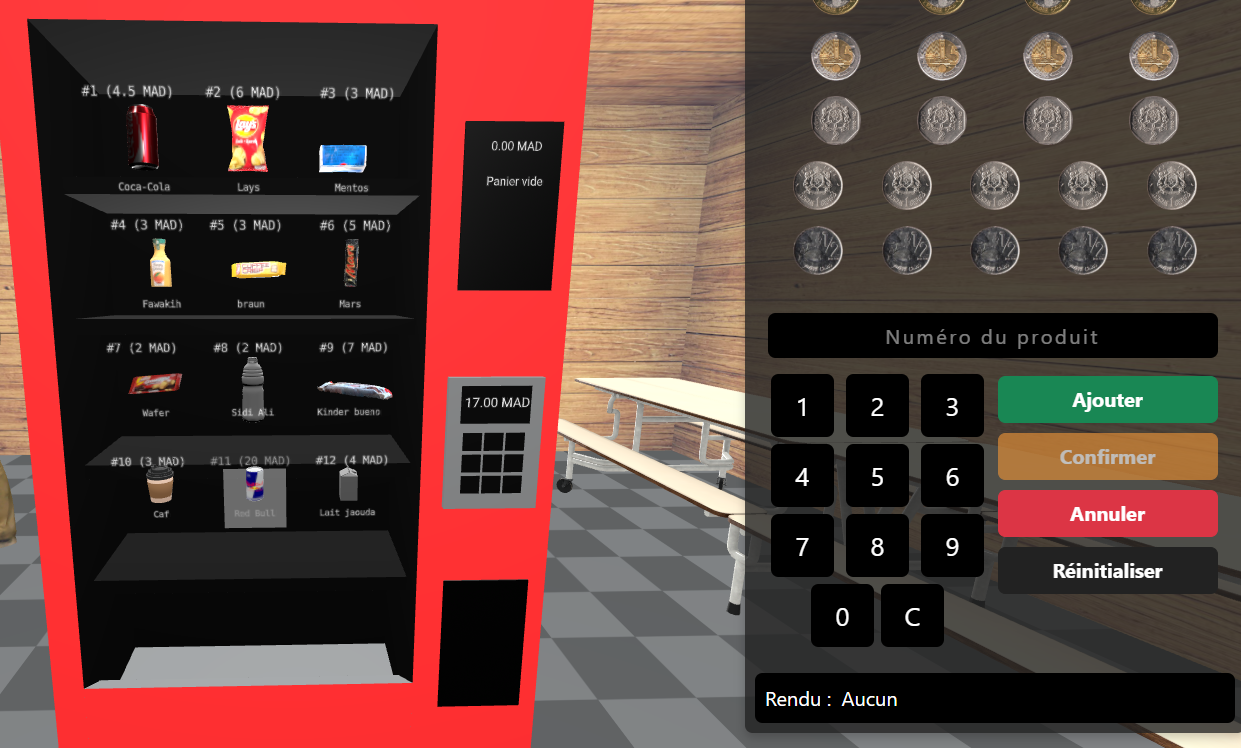 #1 (4.5 MAD) #2 (6 MAD) #3 (3 MAD)
Lays
Coca-Cola Lays Mentos
#4 (3 MAD) #5 (3 MAD) #6 (5 MAD)
Fawakih braun Mars
#7 (2 MAD) #8 (2 MAD) #9 (7 MAD)
Wafer Sidi Ali Kinder bueno
#10 (3 MAD) #11 (20 MAD) #12 (4 MAD)
Caf Red Bull Lait jaouda
0.00 MAD
Panier vide
17.00 MAD
Numéro du produit
1 2 3
4 5 6
7 8 9
0 C
Ajouter
Confirmer
Annuler
Réinitialiser
Rendu : Aucun